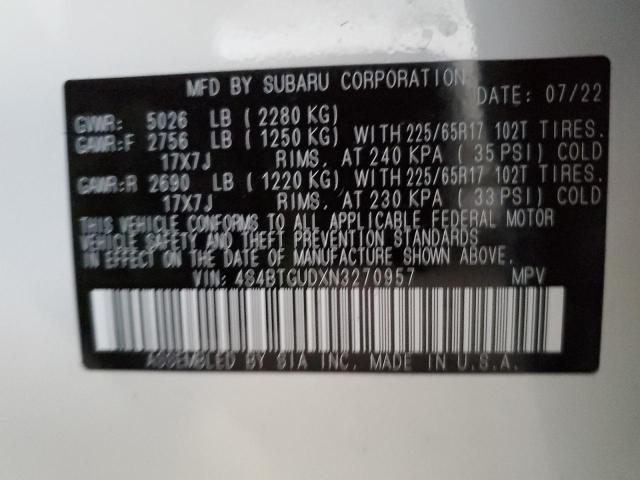 MFD BY SUBARU CORPORATION DATE: 07/22
GVWR: 5026 LB ( 2280 KG)
GAWR:F 2756 LB ( 1250 KG) WITH 225/65R17 102T TIRES.
17X7J RIMS, AT 240 KPA ( 35 PSI) COLD
GAWR:R 2690 LB ( 1220 KG) WITH 225/65R17 102T TIRES.
17X7J RIMS, AT 230 KPA ( 33 PSI) COLD
THIS VEHICLE CONFORMS TO ALL APPLICABLE FEDERAL MOTOR
VEHICLE SAFETY AND THEFT PREVENTION STANDARDS
IN EFFECT ON THE DATE OF MANUFACTURE SHOWN ABOVE.
VIN: 4S4BTGUDXN3270957 MPV
ASSEMBLED BY SIA INC. MADE IN U.S.A.